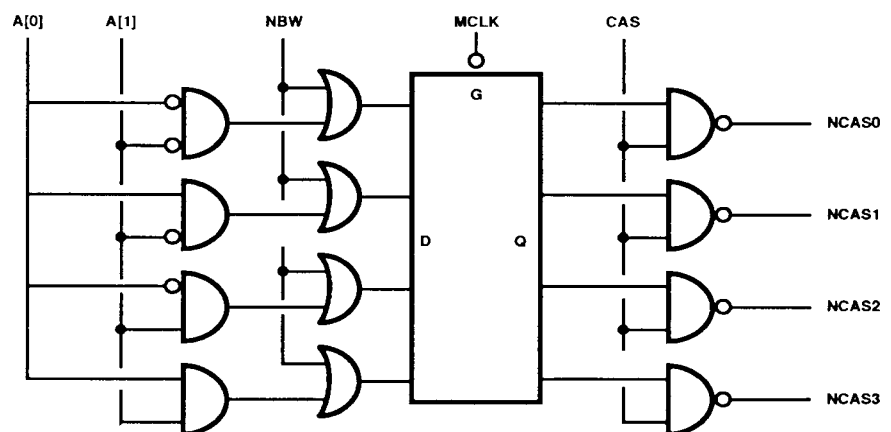 A[0] A[1] NBW MCLK CAS
G
NCAS0
NCAS1
D Q
NCAS2
NCAS3